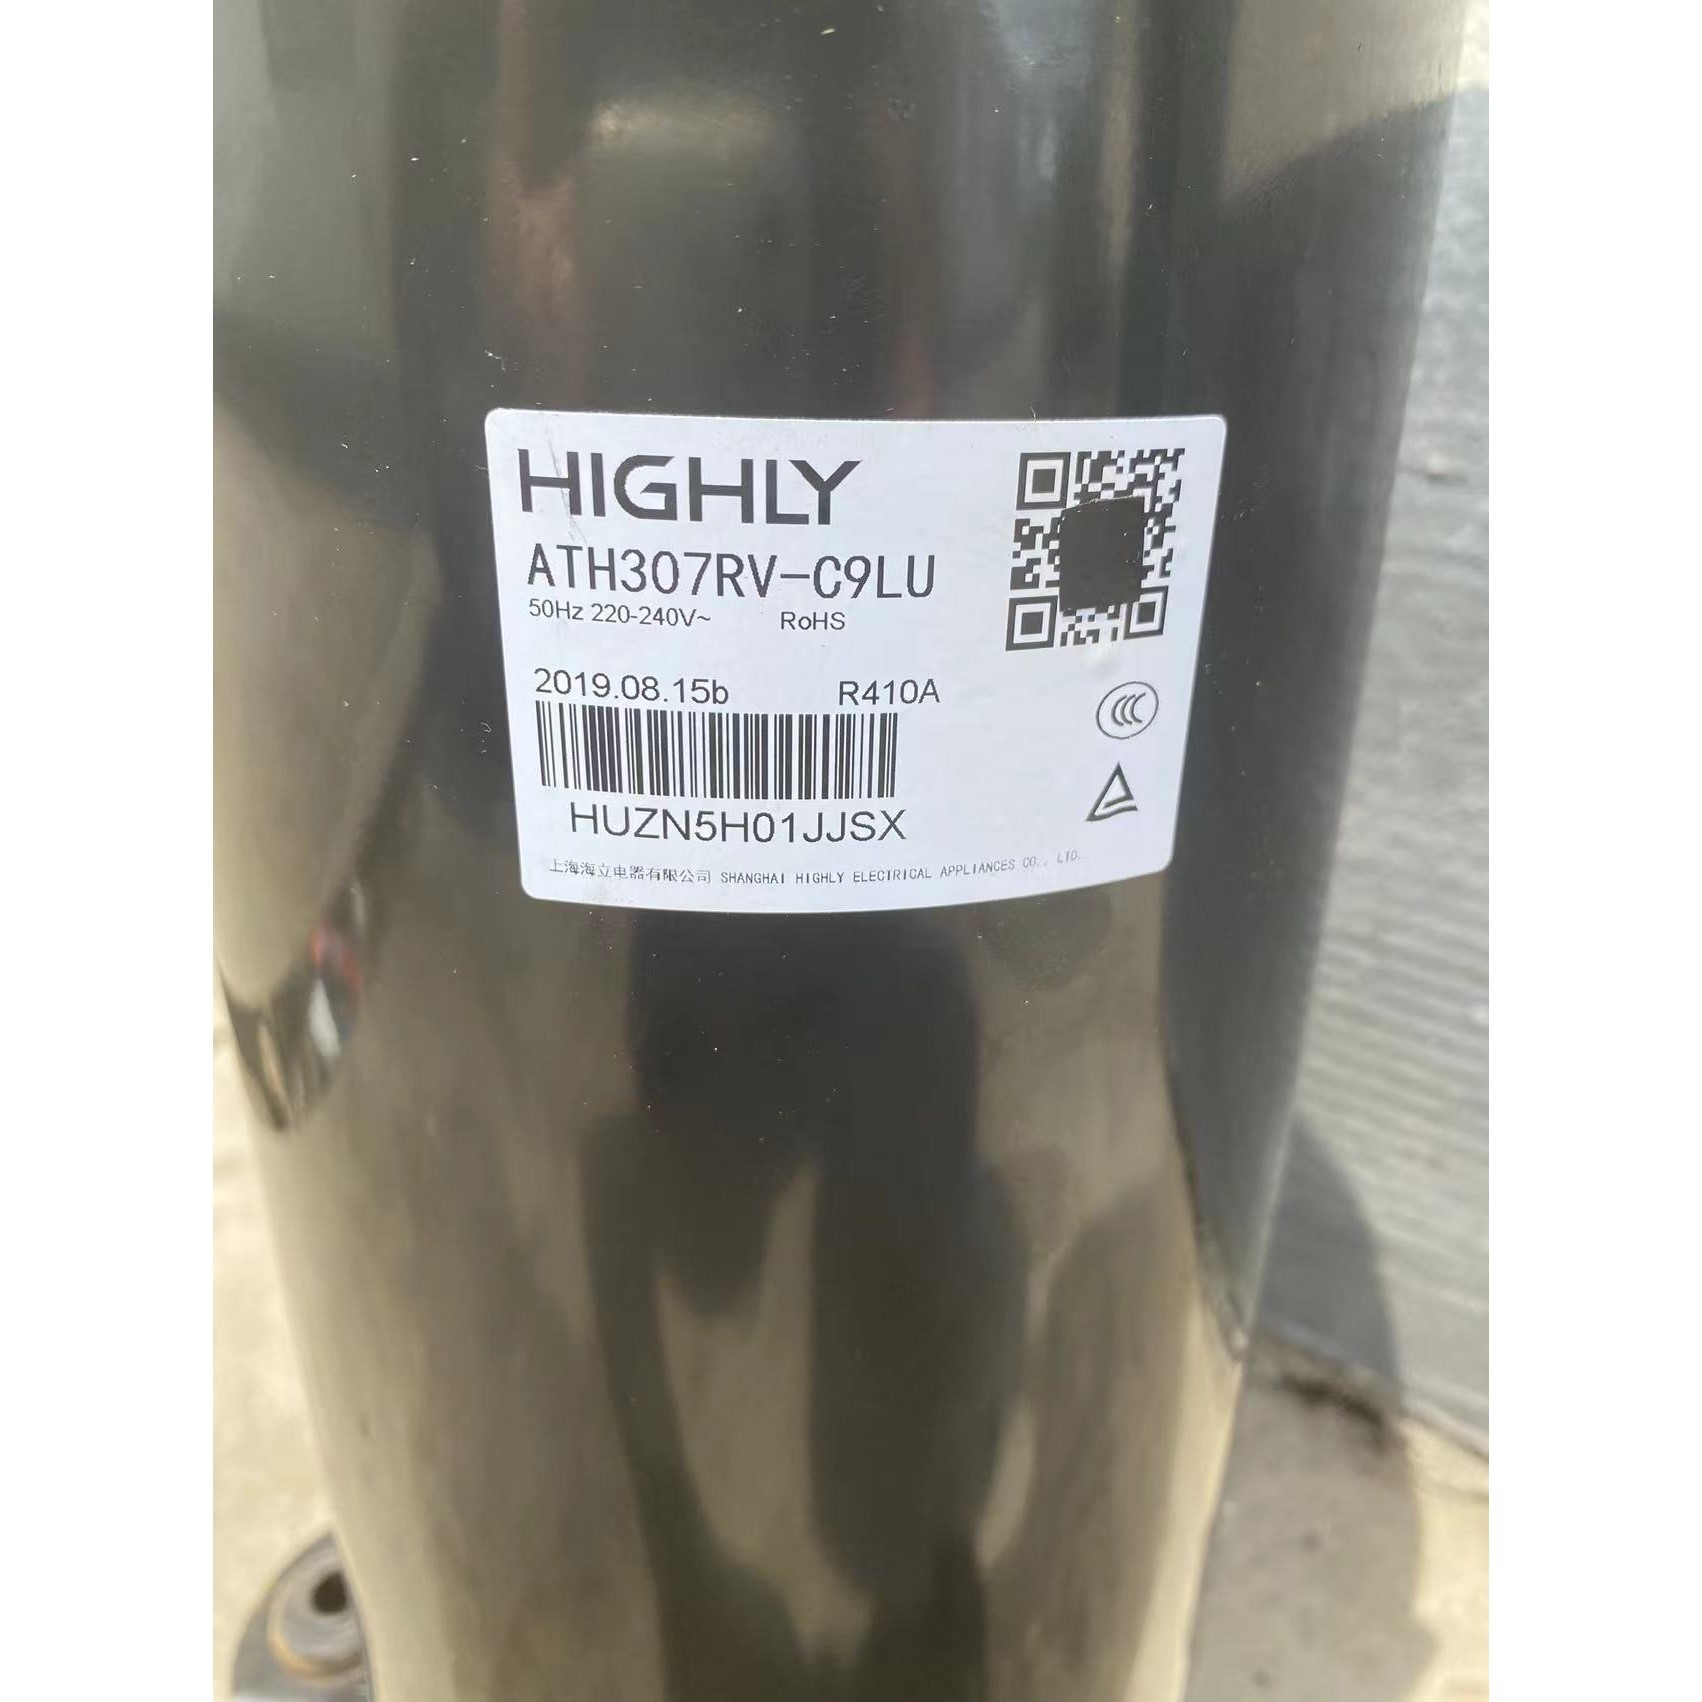 HIGHLY
ATH307RV-C9LU
50Hz 220-240V~ RoHS
2019.08.15b R410A
HUZN5H01JJSX
上海海立电器有限公司 SHANGHAI HIGHLY ELECTRICAL APPLIANCES CO., LTD.